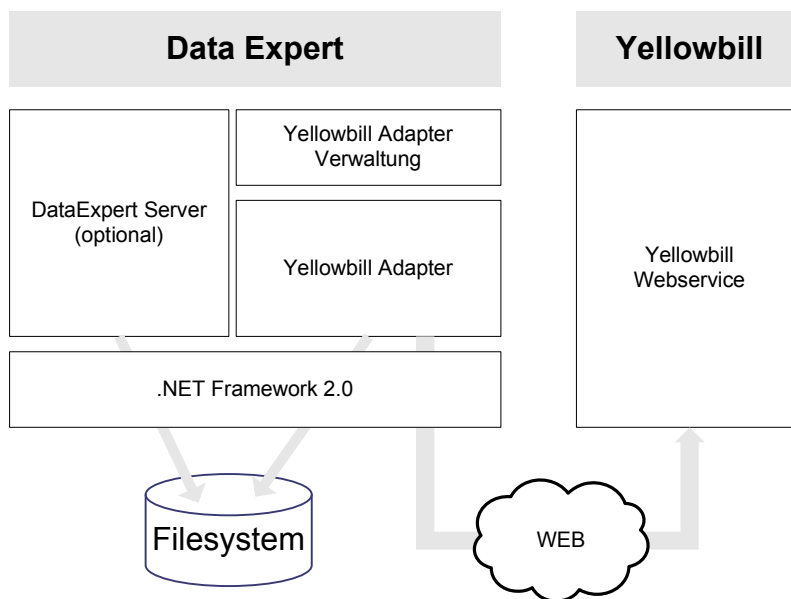 Data Expert
Yellowbill
DataExpert Server
(optional)
Yellowbill Adapter
Verwaltung
Yellowbill Adapter
Yellowbill
Webservice
.NET Framework 2.0
Filesystem
WEB